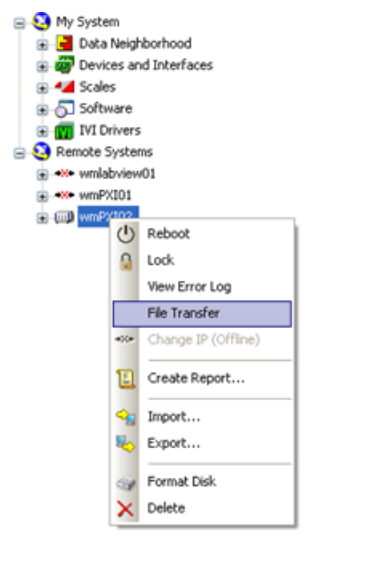 My System
Data Neighborhood
Devices and Interfaces
Scales
Software
IVI Drivers
Remote Systems
wmlabview01
wmPXI01
wmPXI02
Reboot
Lock
View Error Log
File Transfer
Change IP (Offline)
Create Report...
Import...
Export...
Format Disk
Delete